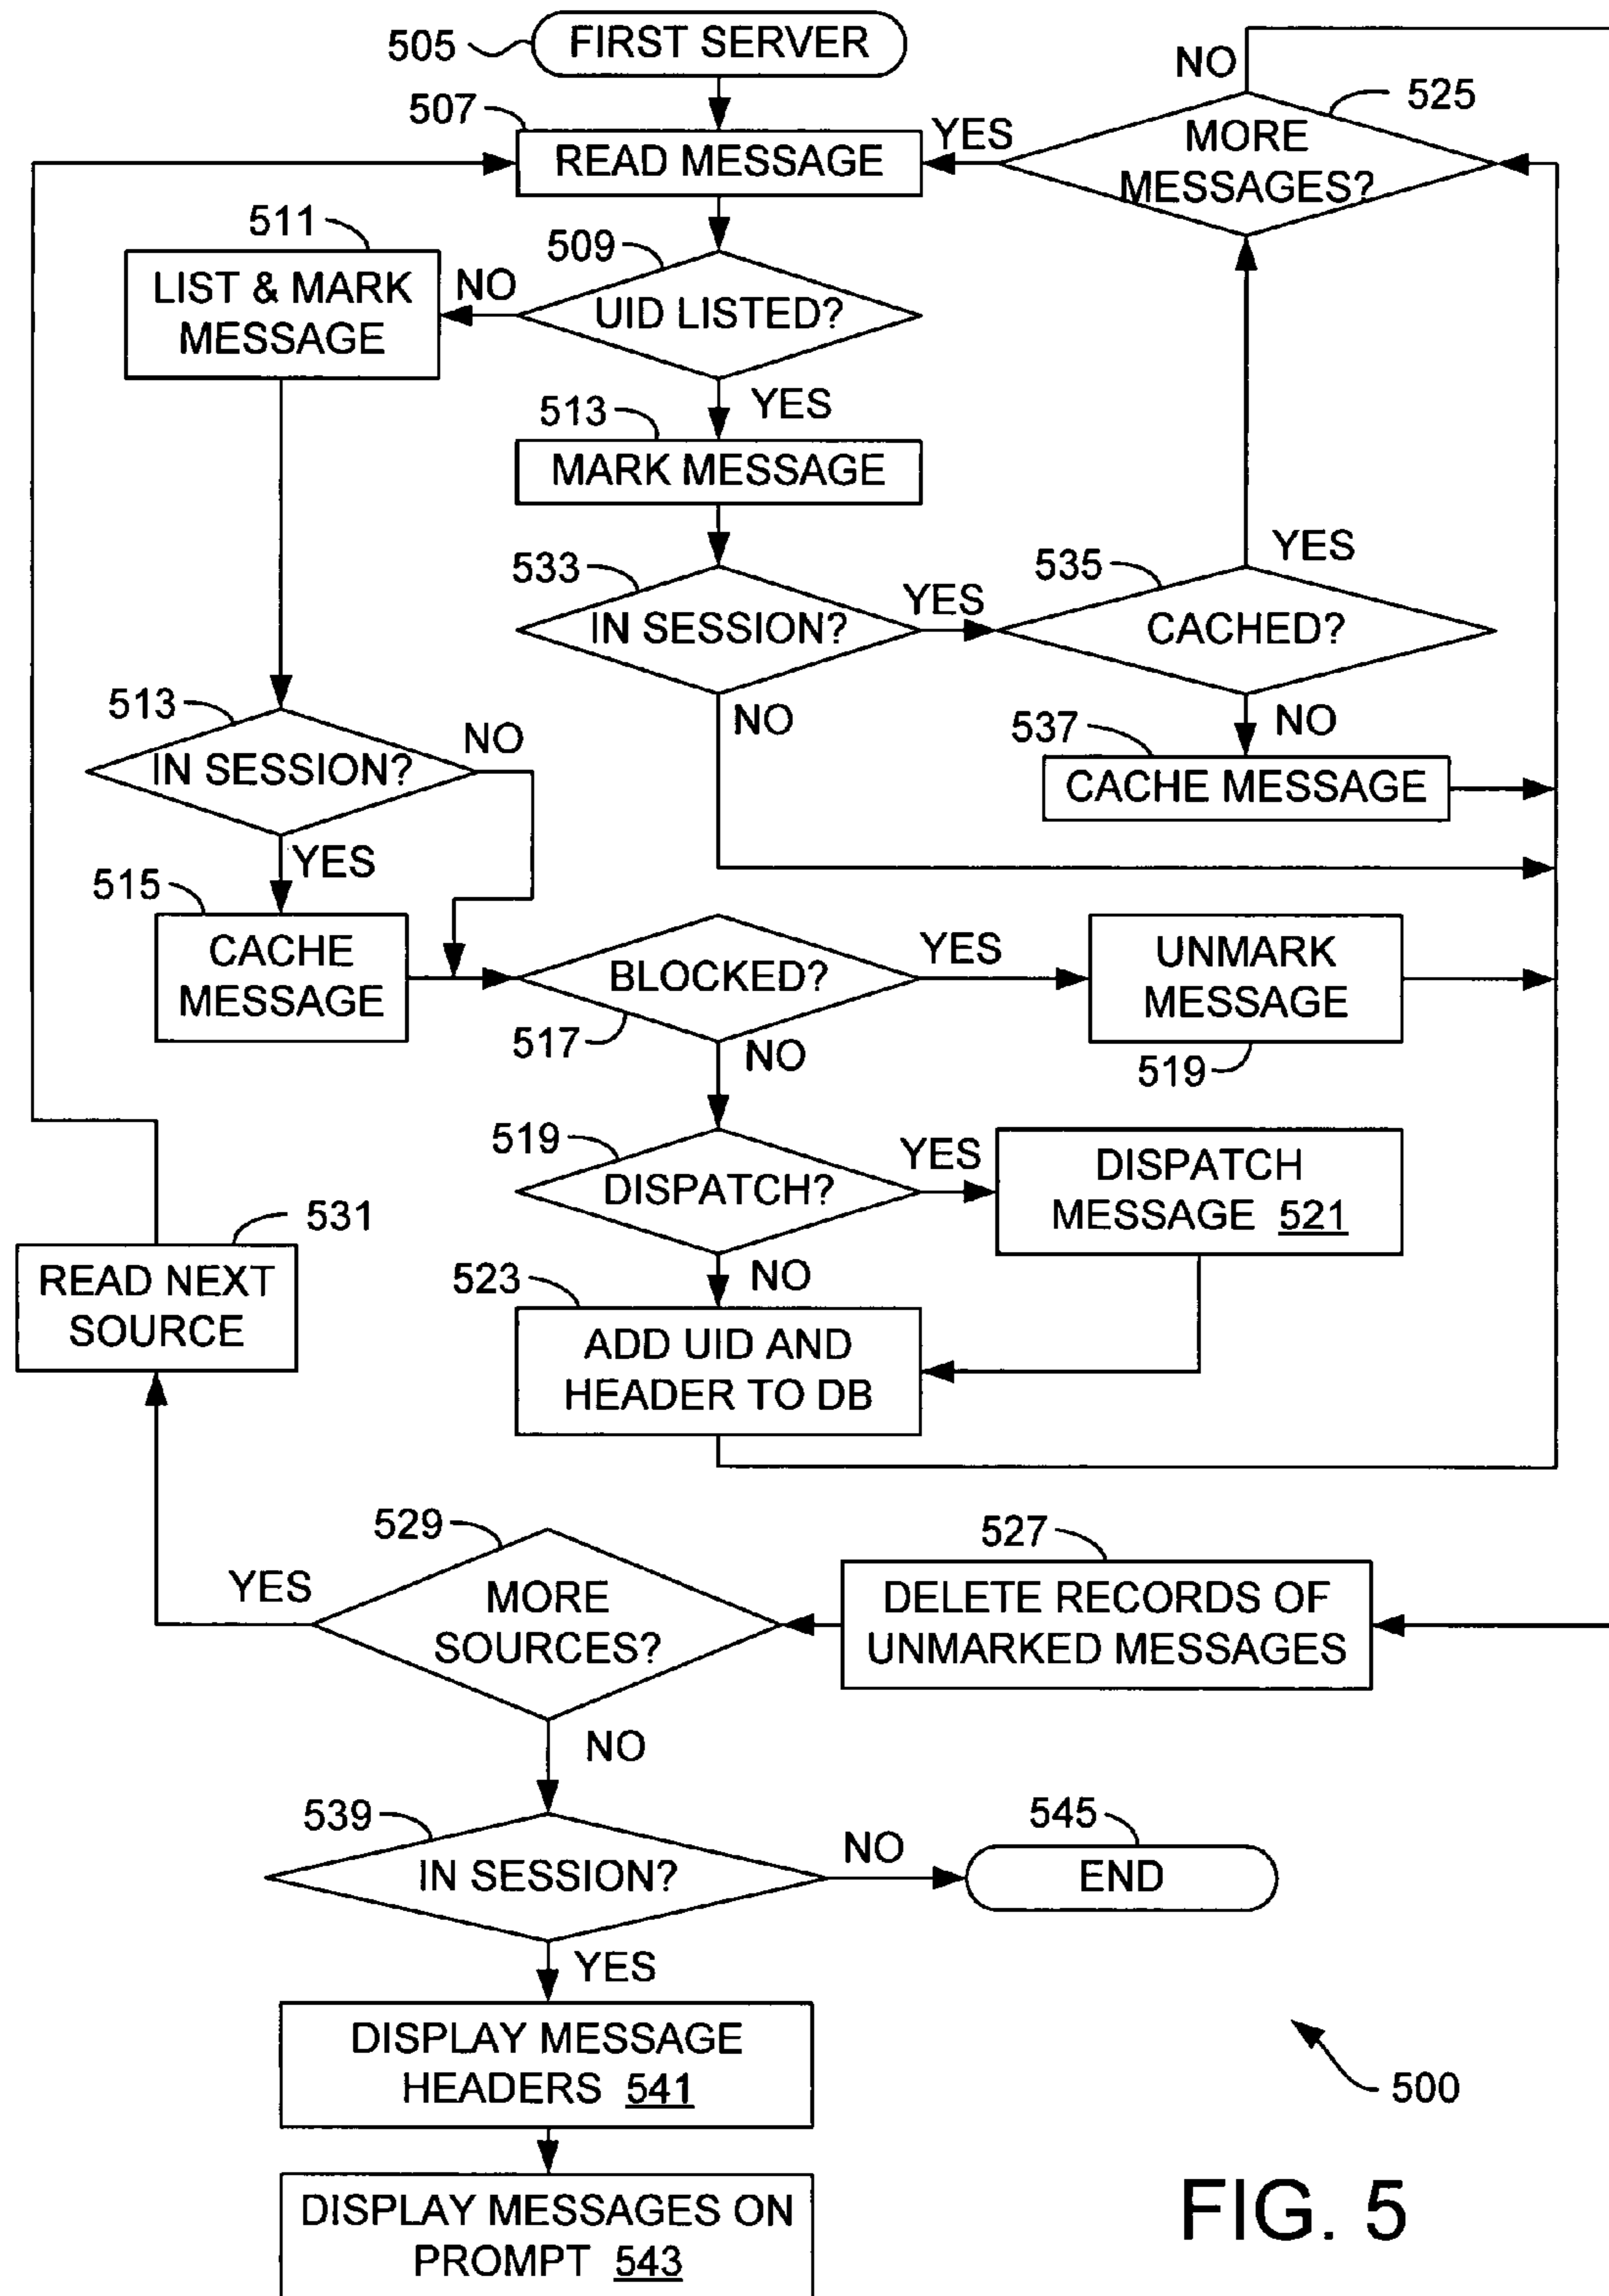 505
FIRST SERVER
NO
525
507
READ MESSAGE
YES
MORE
MESSAGES?
511
LIST & MARK
MESSAGE
NO
509
UID LISTED?
YES
513
MARK MESSAGE
533
IN SESSION?
YES
535
YES
CACHED?
NO
NO
537
CACHE MESSAGE
513
IN SESSION?
NO
YES
515
CACHE
MESSAGE
BLOCKED?
517
YES
UNMARK
MESSAGE
519
NO
519
DISPATCH?
YES
DISPATCH
MESSAGE 521
NO
523
ADD UID AND
HEADER TO DB
531
READ NEXT
SOURCE
529
YES
MORE
SOURCES?
527
DELETE RECORDS OF
UNMARKED MESSAGES
NO
539
IN SESSION?
NO
545
END
YES
DISPLAY MESSAGE
HEADERS 541
500
DISPLAY MESSAGES ON
PROMPT 543
FIG. 5